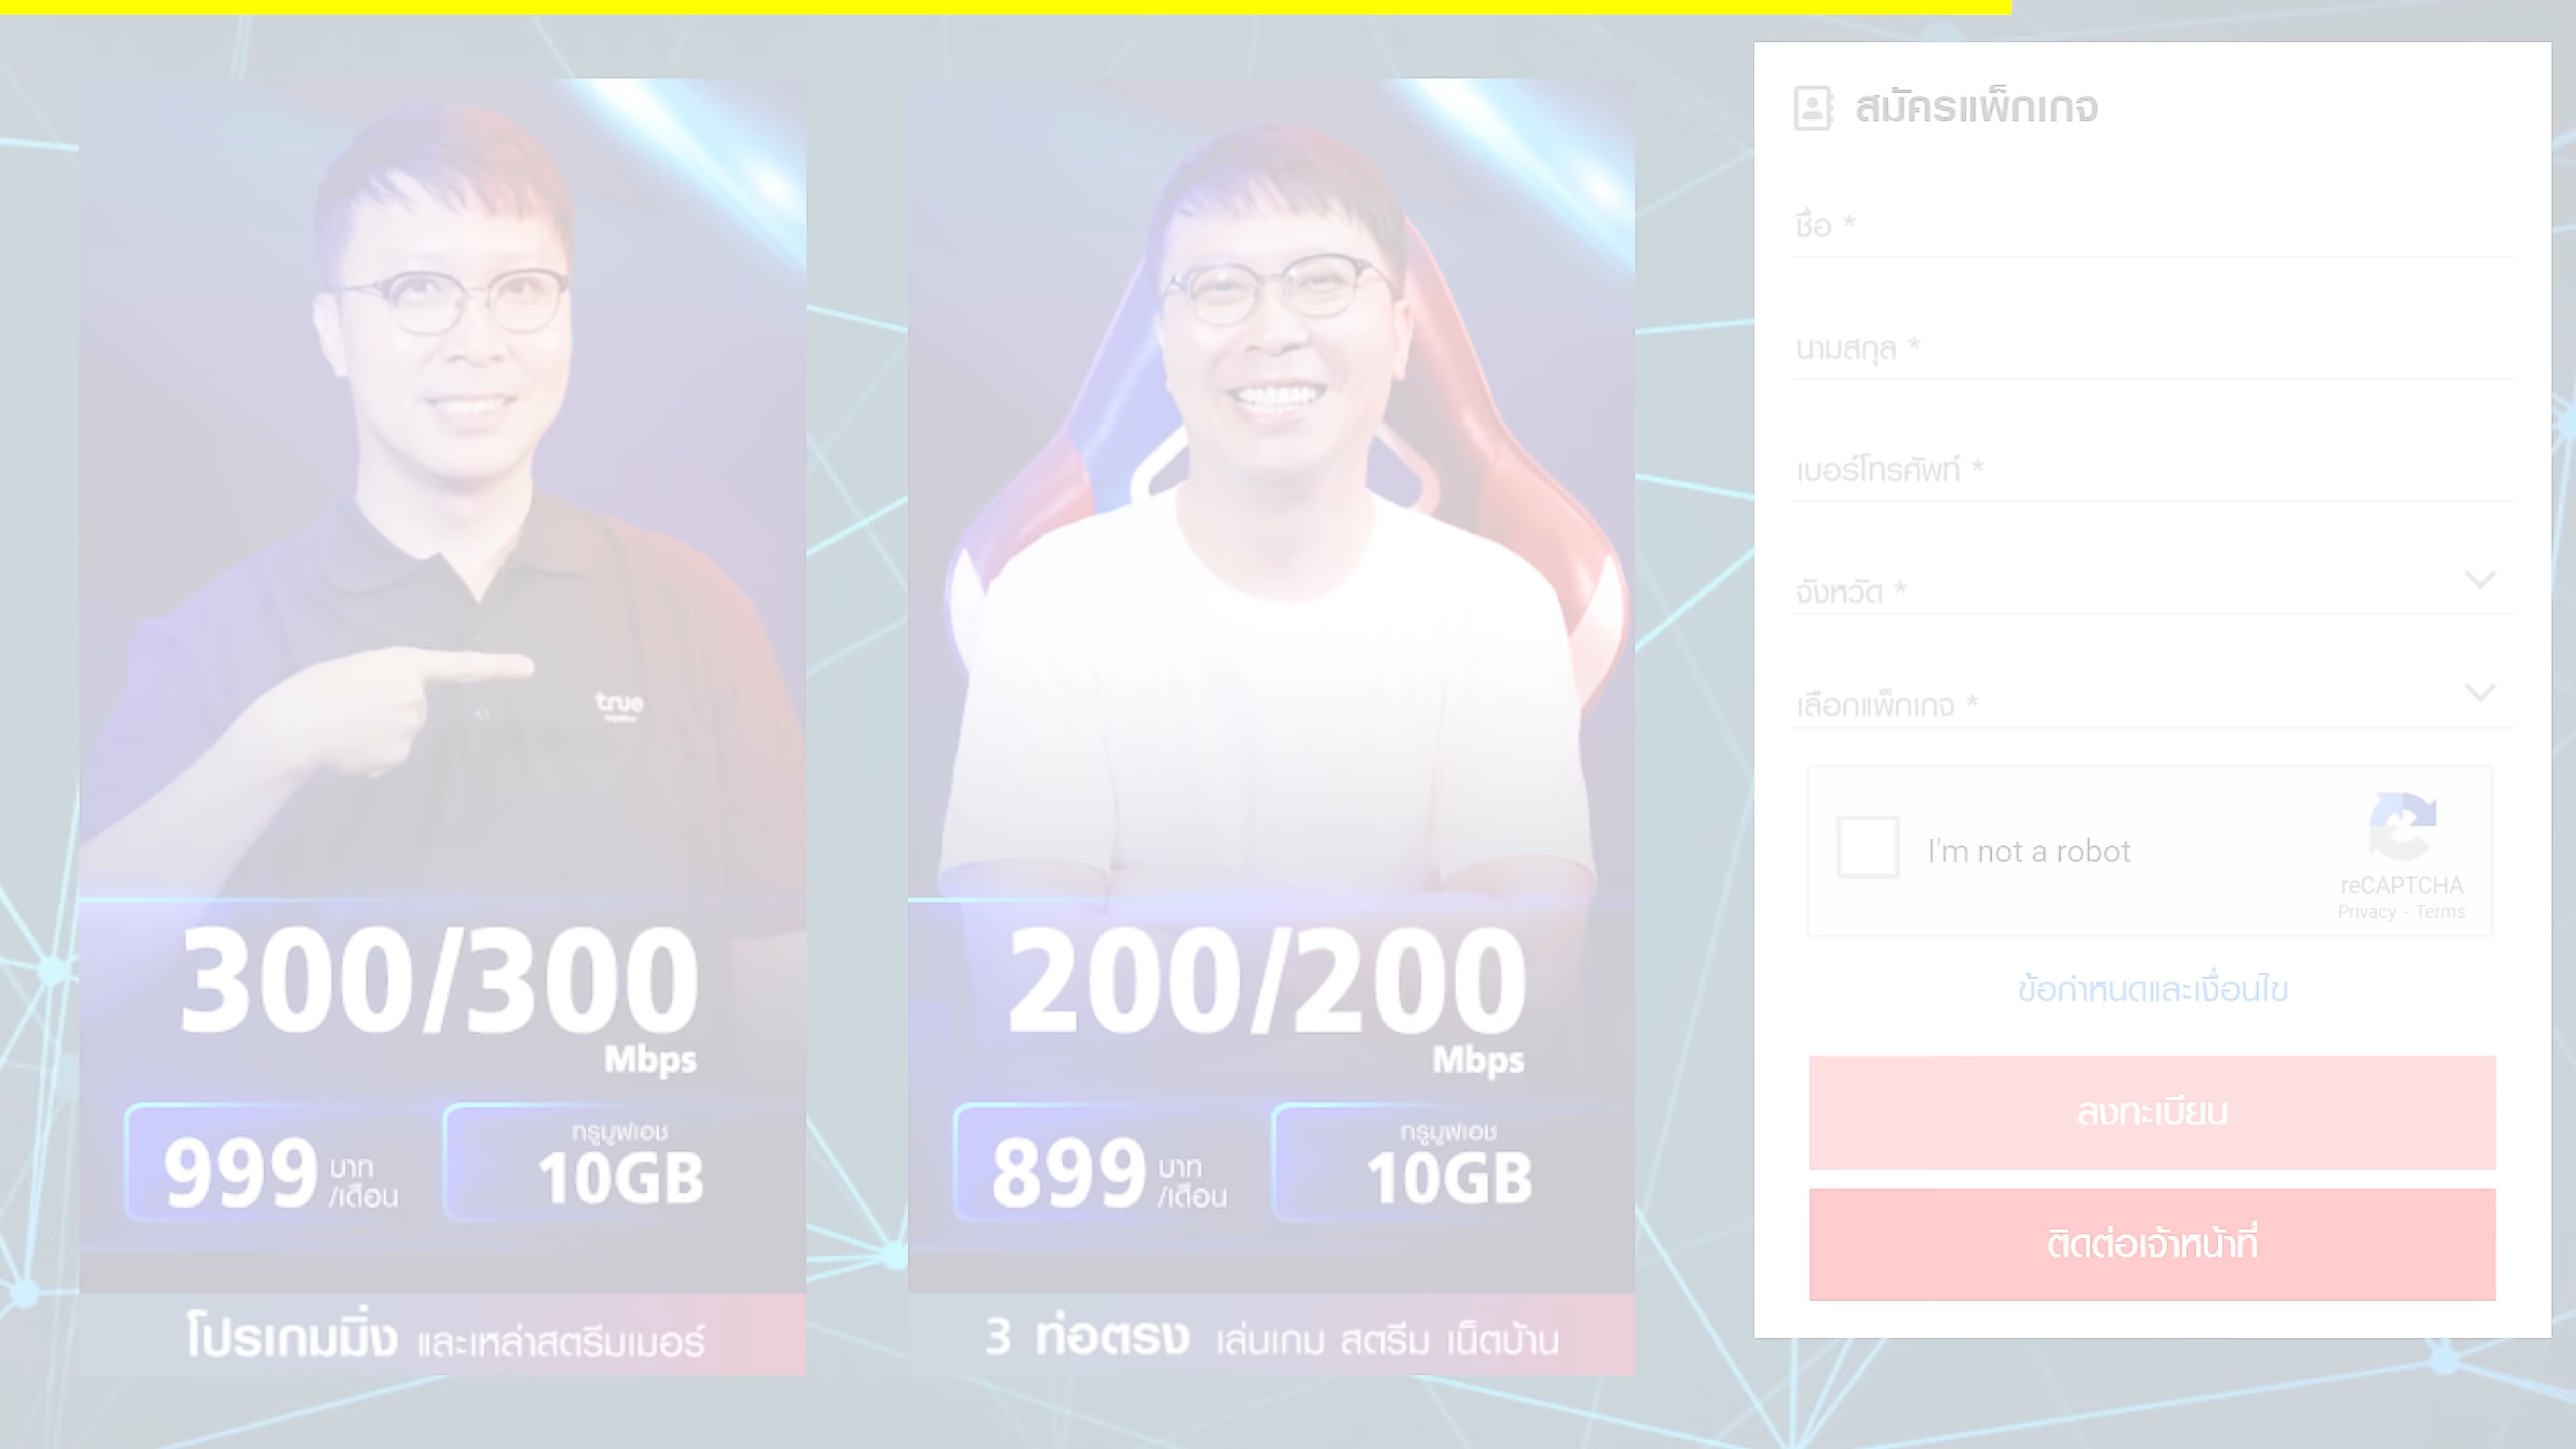 true
300/300
Mbps
999 บาท
/เดือน
ทรูมูฟเอช
10GB
โปรเกมมิ่ง และเหล่าสตรีมเมอร์
200/200
Mbps
899 บาท
/เดือน
ทรูมูฟเอช
10GB
3 ท่อตรง เล่นเกม สตรีม เน็ตบ้าน
สมัครแพ็กเกจ
ชื่อ *
นามสกุล *
เบอร์โทรศัพท์ *
จังหวัด *
เลือกแพ็กเกจ *
I'm not a robot
reCAPTCHA
Privacy - Terms
ข้อกำหนดและเงื่อนไข
ลงทะเบียน
ติดต่อเจ้าหน้าที่